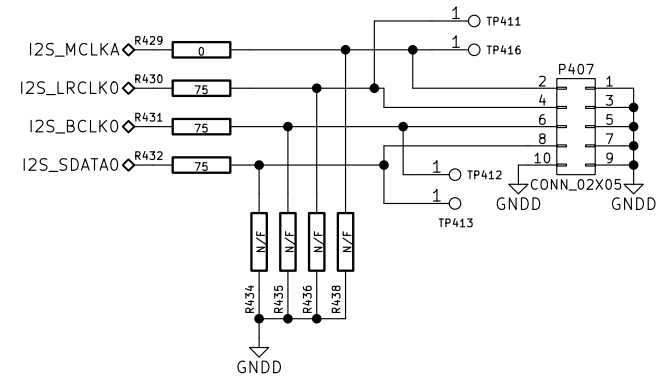 1 TP411
I2S_MCLKA R429 0 1 TP416
P407
I2S_LRCLK0 R430 75 2 1
4 3
I2S_BCLK0 R431 75 6 5
8 7
I2S_SDATA0 R432 75 10 9
1 TP412
CONN_02X05
GNDD GNDD
1 TP413
N/F N/F N/F N/F
R434 R435 R436 R438
GNDD